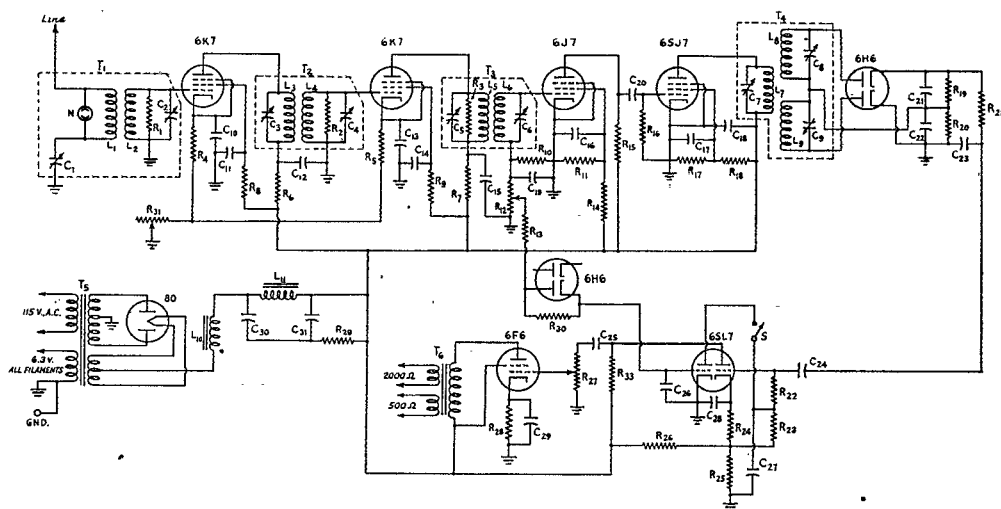 Line
6K7
6K7
6J7
6SJ7
T4
6H6
T1
T2
T3
N
L1
L2
R1
C2
C1
R4
C10
C11
R8
C3
L3
L4
R2
C4
C12
R6
R5
C13
C14
R9
R7
C5
R3
L5
L6
C6
C15
R10
C19
R12
R13
C16
R11
R14
C20
R15
R16
C17
C18
R17
R18
C7
L7
L8
C8
L9
C9
C21
R19
C22
R20
C23
R2
R31
6H6
R30
T5
115 V., A.C.
6.3 V.
ALL FILAMENTS
GND.
80
L10
L11
C30
C31
R29
T6
2000 Ω
500 Ω
6F6
R28
C29
C25
R27
R33
6SL7
S
C26
C28
R24
R22
R23
C24
R26
R25
C27